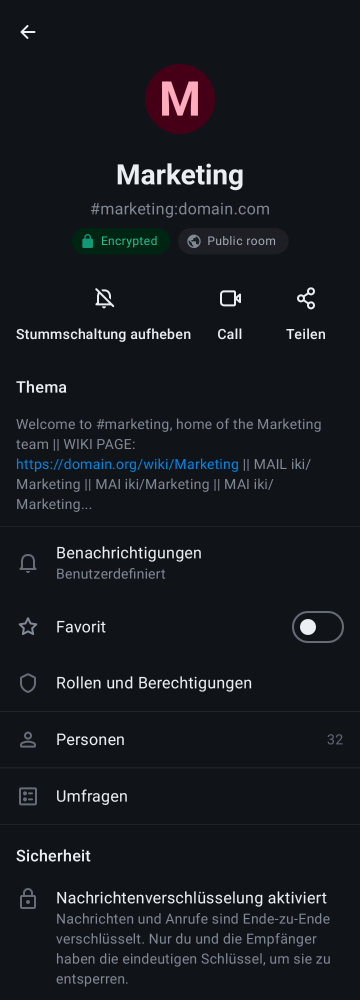 M
Marketing
#marketing:domain.com
Encrypted Public room
Stummschaltung aufheben Call Teilen
Thema
Welcome to #marketing, home of the Marketing
team || WIKI PAGE:
https://domain.org/wiki/Marketing || MAIL iki/
Marketing || MAI iki/Marketing || MAI iki/
Marketing...
Benachrichtigungen
Benutzerdefiniert
Favorit
Rollen und Berechtigungen
Personen 32
Umfragen
Sicherheit
Nachrichtenverschlüsselung aktiviert
Nachrichten und Anrufe sind Ende-zu-Ende
verschlüsselt. Nur du und die Empfänger
haben die eindeutigen Schlüssel, um sie zu
entsperren.